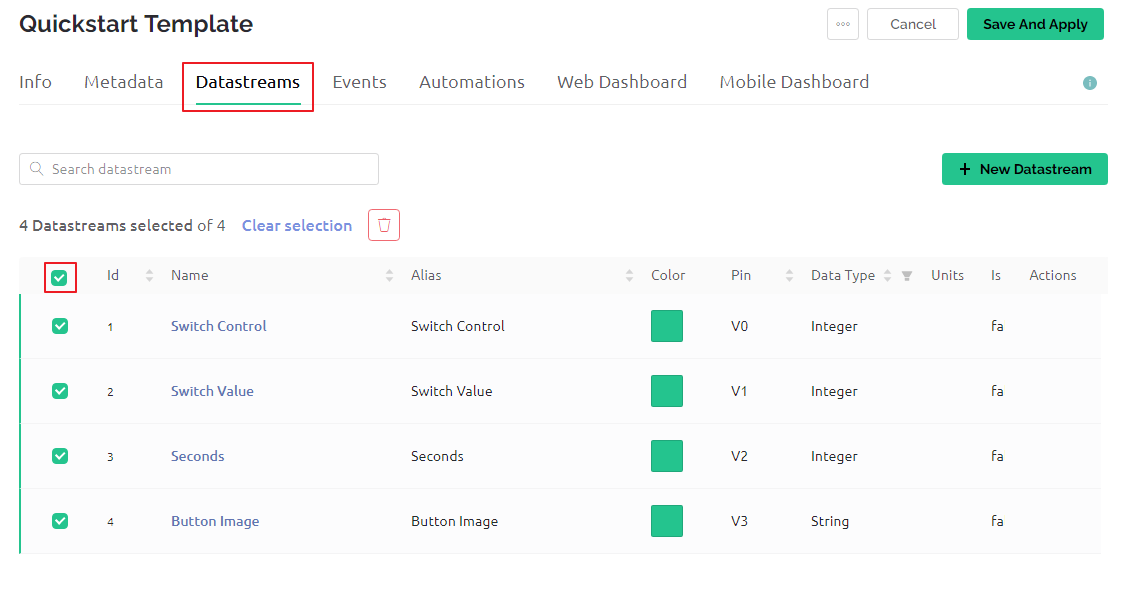 Quickstart Template
Cancel
Save And Apply
Info Metadata Datastreams Events Automations Web Dashboard Mobile Dashboard
Search datastream
+ New Datastream
4 Datastreams selected of 4 Clear selection
Id Name Alias Color Pin Data Type Units Is Actions
1 Switch Control Switch Control V0 Integer fa
2 Switch Value Switch Value V1 Integer fa
3 Seconds Seconds V2 Integer fa
4 Button Image Button Image V3 String fa